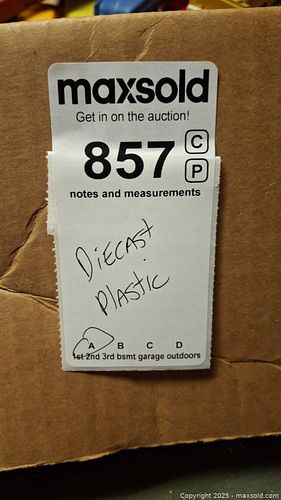 maxsold
Get in on the auction!
857 C
P
notes and measurements
DIECAST
PLASTIC
A B C D
1st 2nd 3rd bsmt garage outdoors
Copyright 2025 - maxsold.com